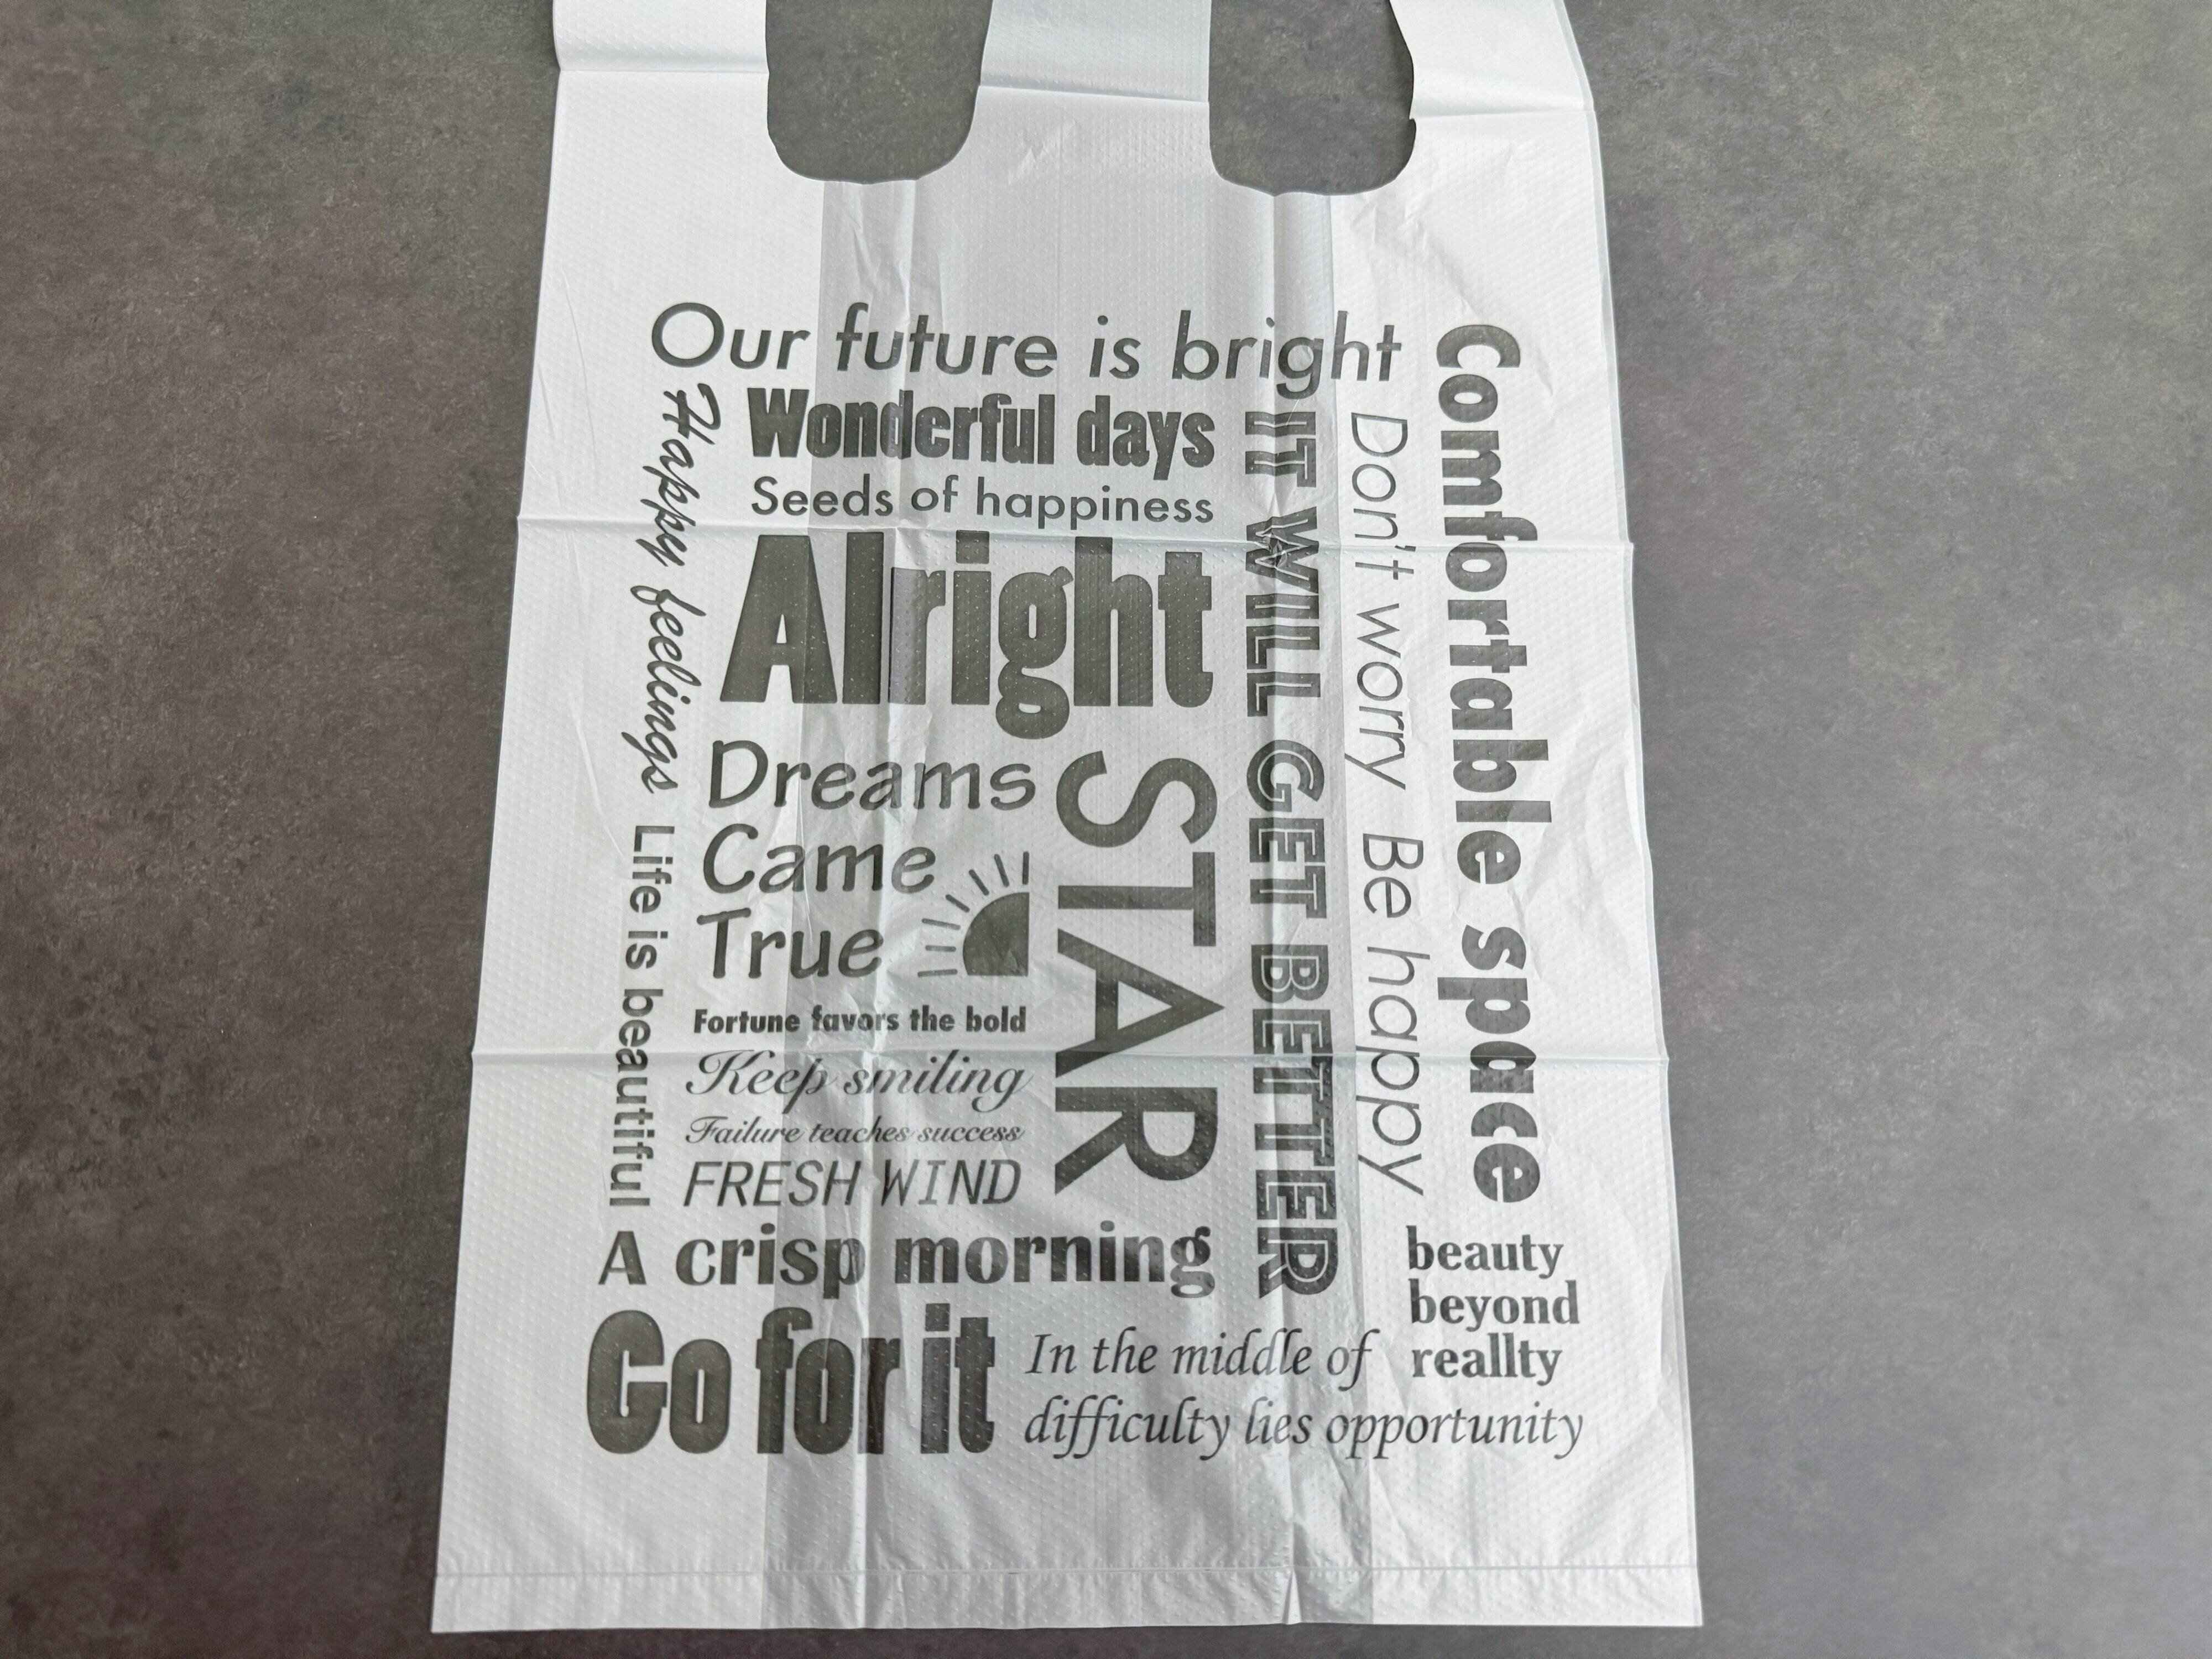 Our future is bright
Happy feelings
Wonderful days
Seeds of happiness
Alright
IT WILL GET BETTER
Don't worry Be happy
Comfortable space
Dreams
Came
True
STAR
Life is beautiful
Fortune favors the bold
Keep smiling
Failure teaches success
FRESH WIND
A crisp morning
beauty
beyond
reallty
Go for it
In the middle of
difficulty lies opportunity